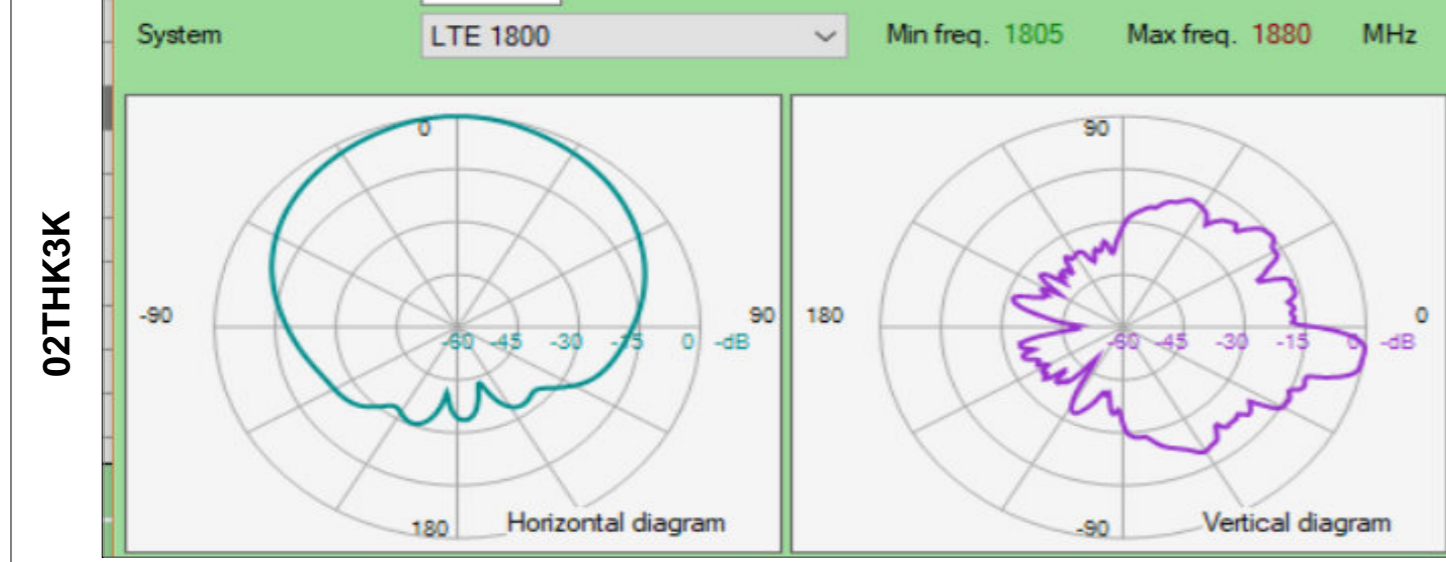 02THK3K
System LTE 1800 Min freq. 1805 Max freq. 1880 MHz
0
-90 90
-60 -45 -30 -15 0 -dB
180 Horizontal diagram
90
180 0
-60 -45 -30 -15 0 -dB
-90 Vertical diagram